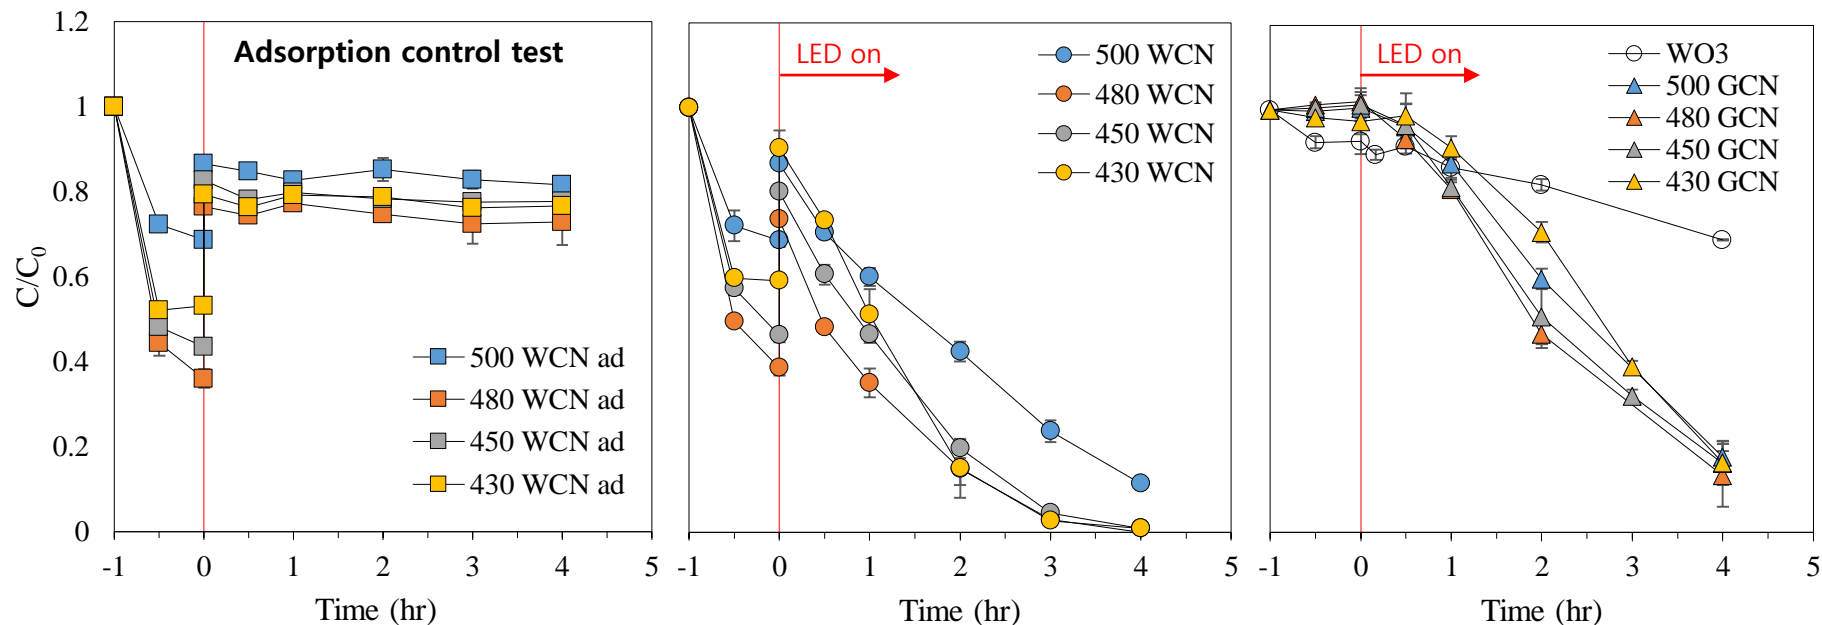 Adsorption control test
C/C0
1.2
1
0.8
0.6
0.4
0.2
0
-1 0 1 2 3 4 5
Time (hr)
500 WCN ad
480 WCN ad
450 WCN ad
430 WCN ad
LED on
500 WCN
480 WCN
450 WCN
430 WCN
-1 0 1 2 3 4 5
Time (hr)
LED on
WO3
500 GCN
480 GCN
450 GCN
430 GCN
-1 0 1 2 3 4 5
Time (hr)